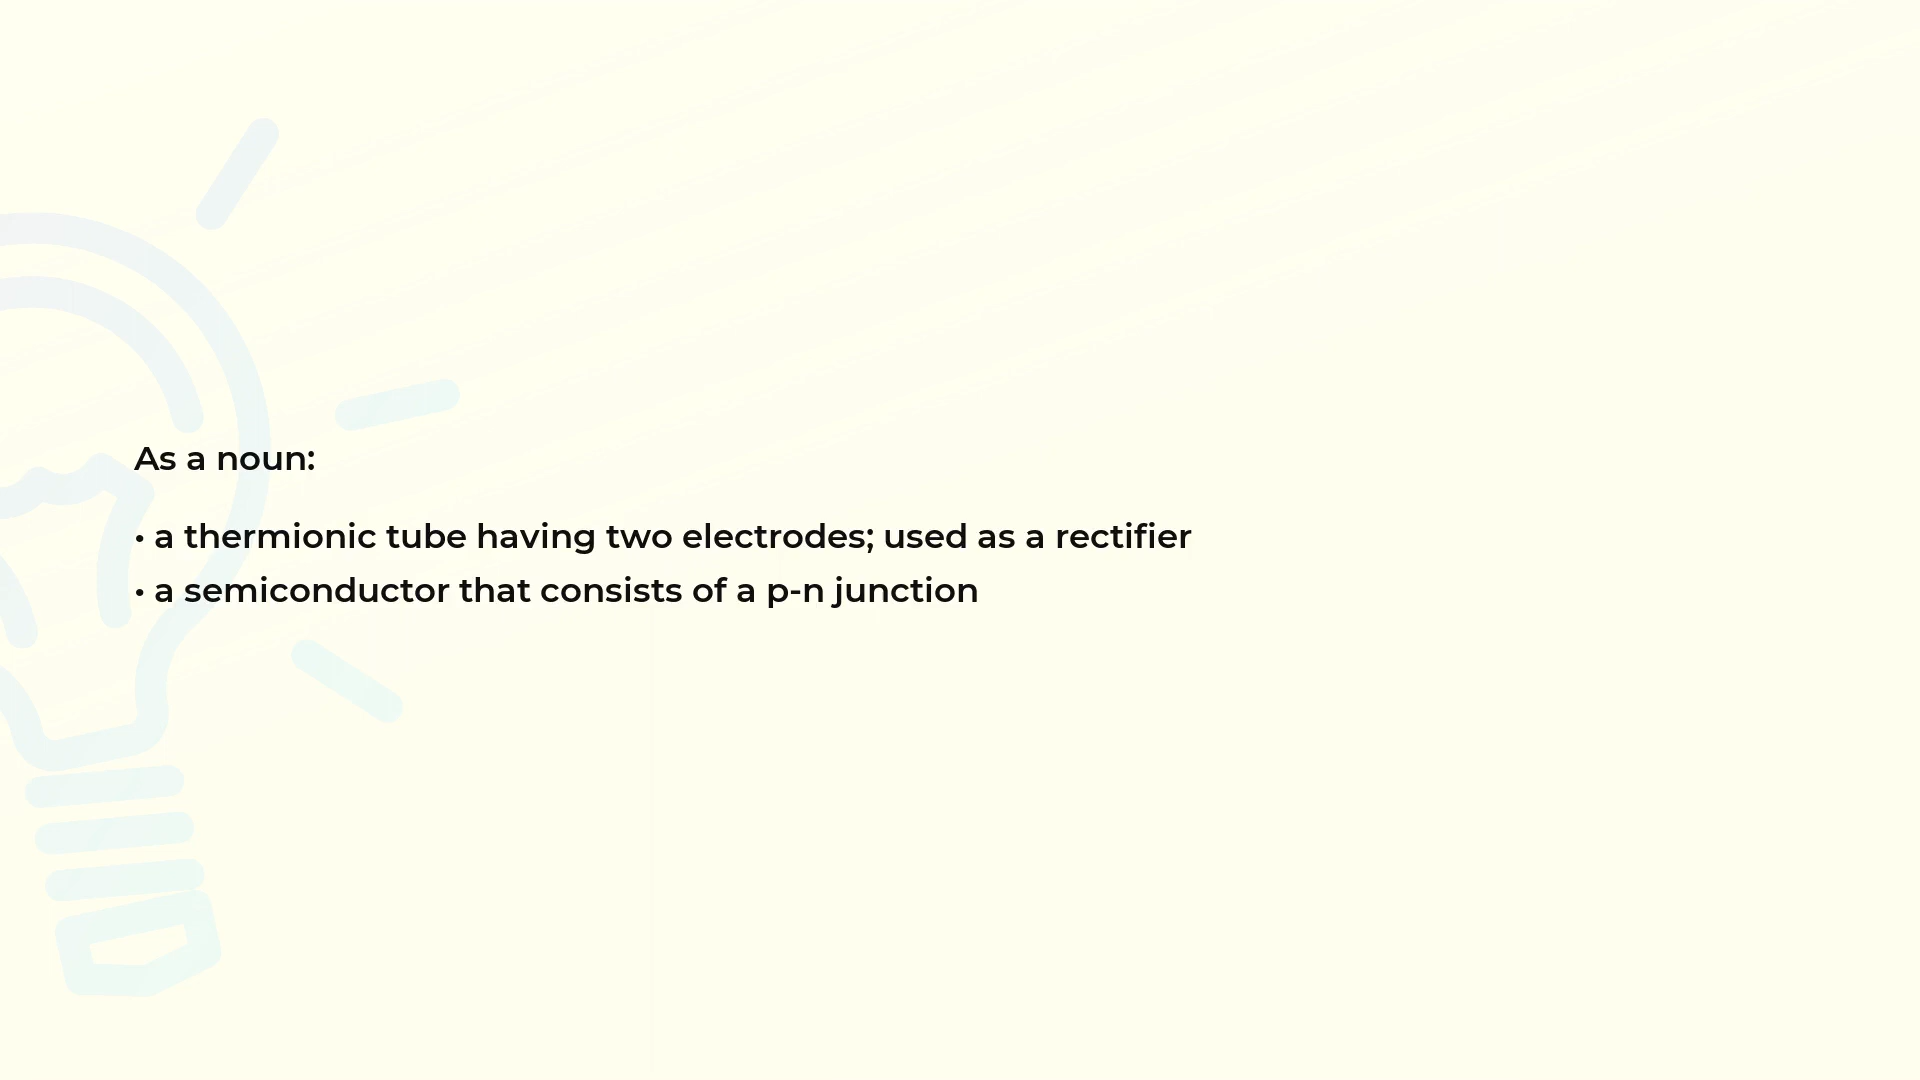 As a noun:
• a thermionic tube having two electrodes; used as a rectifier
• a semiconductor that consists of a p-n junction